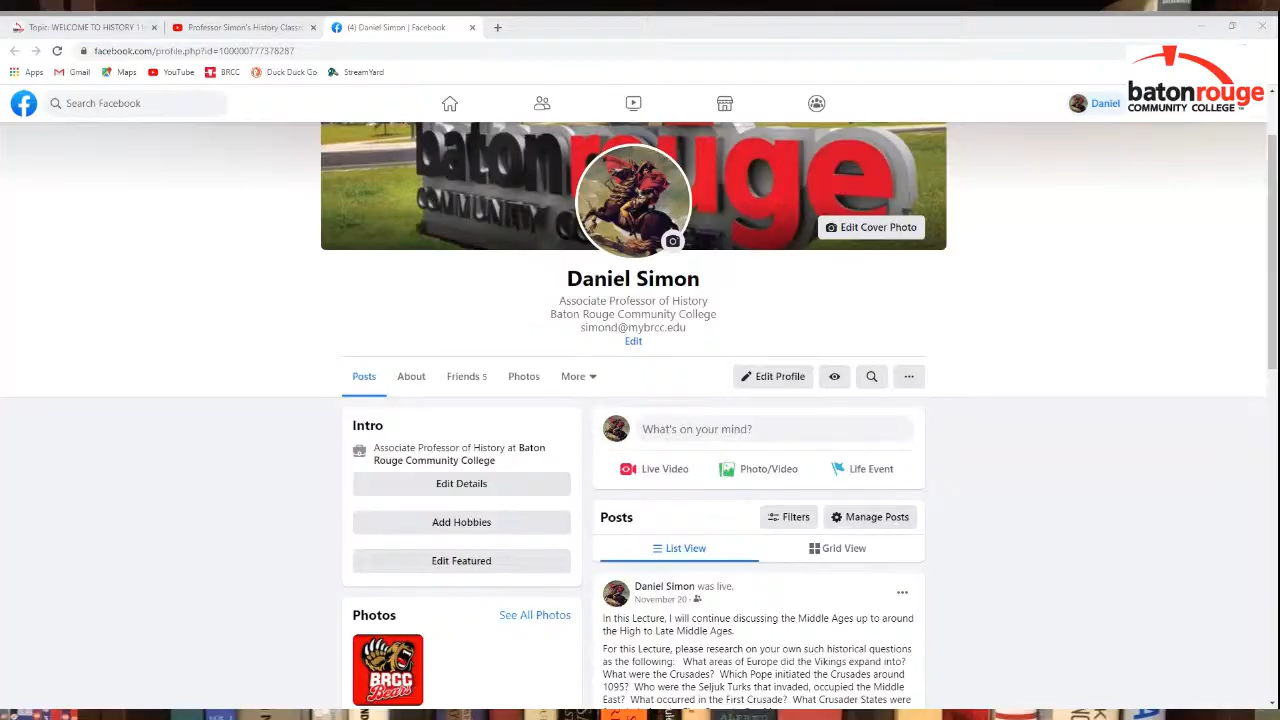 Topic: WELCOME TO HISTORY 1
Professor Simon's History Class
(4) Daniel Simon | Facebook
facebook.com/profile.php?id=100000777378287
Apps
Gmail
Maps
YouTube
BRCC
Duck Duck Go
StreamYard
batonrouge
COMMUNITY COLLEGE
Search Facebook
Daniel
baton rouge
COMMUNITY CO
Edit Cover Photo
Daniel Simon
Associate Professor of History
Baton Rouge Community College
simond@mybrcc.edu
Edit
Posts
About
Friends 5
Photos
More
Edit Profile
Intro
Associate Professor of History at Baton
Rouge Community College
Edit Details
Add Hobbies
Edit Featured
Photos
See All Photos
BRCC
Bears
What's on your mind?
Live Video
Photo/Video
Life Event
Posts
Filters
Manage Posts
List View
Grid View
Daniel Simon was live.
November 20
In this Lecture, I will continue discussing the Middle Ages up to around
the High to Late Middle Ages.
For this Lecture, please research on your own such historical questions
as the following: What areas of Europe did the Vikings expand into?
What were the Crusades? Which Pope initiated the Crusades around
1095? Who were the Seljuk Turks that invaded, occupied the Middle
East? What occurred in the First Crusade? What Crusader States were